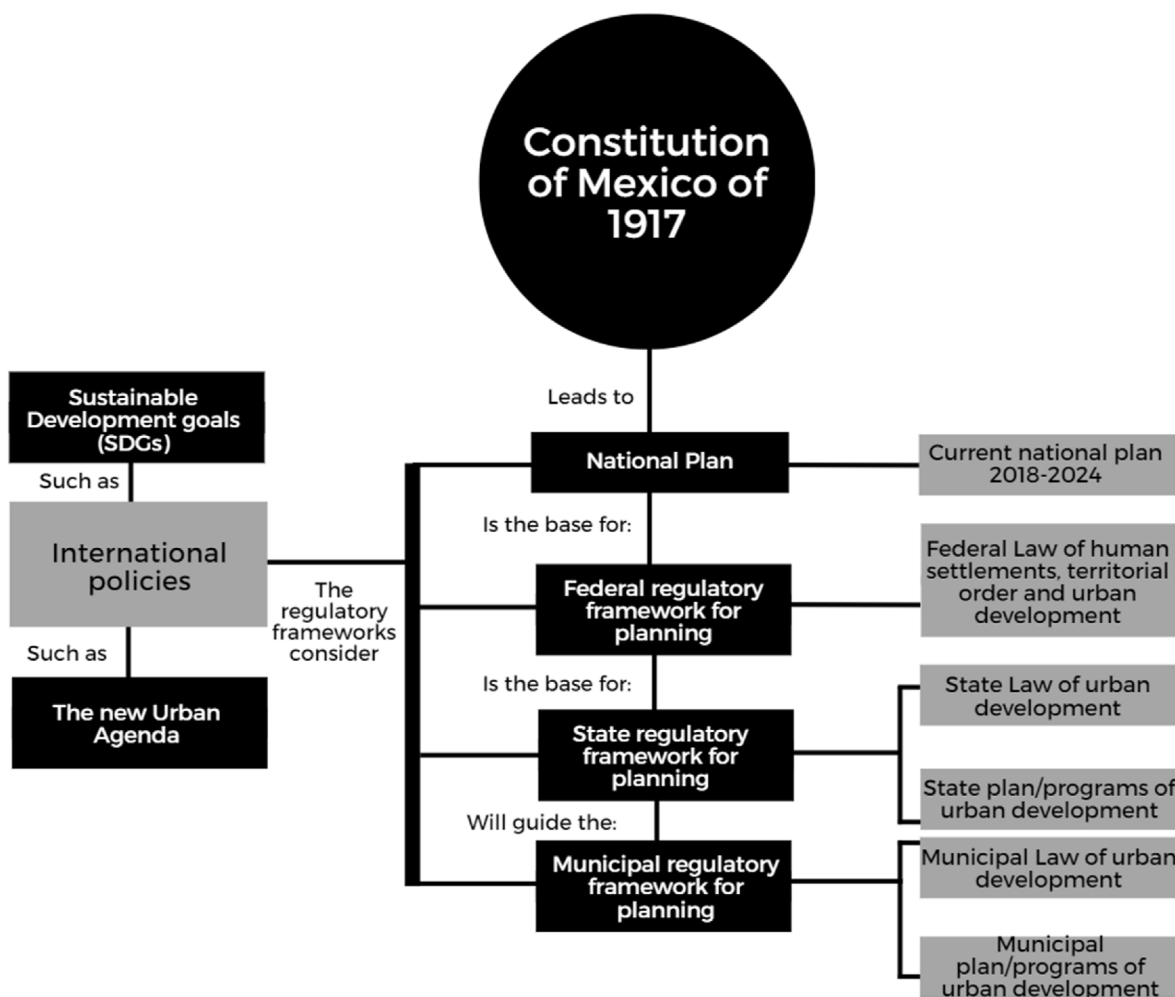 Constitution
of Mexico of
1917
Leads to
Sustainable
Development goals
(SDGs)
Such as
International
policies
Such as
The new Urban
Agenda
The
regulatory
frameworks
consider
National Plan
Current national plan
2018-2024
Is the base for:
Federal regulatory
framework for
planning
Federal Law of human
settlements, territorial
order and urban
development
Is the base for:
State regulatory
framework for
planning
State Law of urban
development
State plan/programs of
urban development
Will guide the:
Municipal regulatory
framework for
planning
Municipal Law of urban
development
Municipal
plan/programs of
urban development